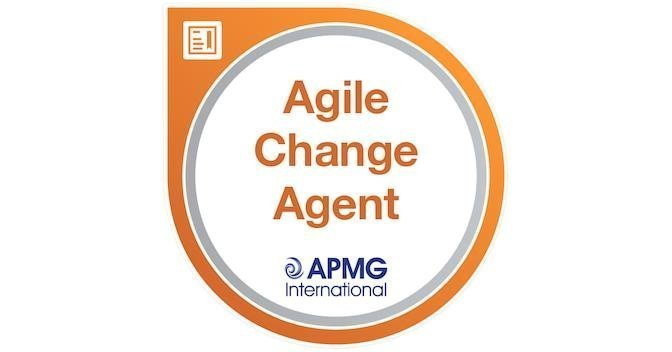 Agile
Change
Agent
APMG
International